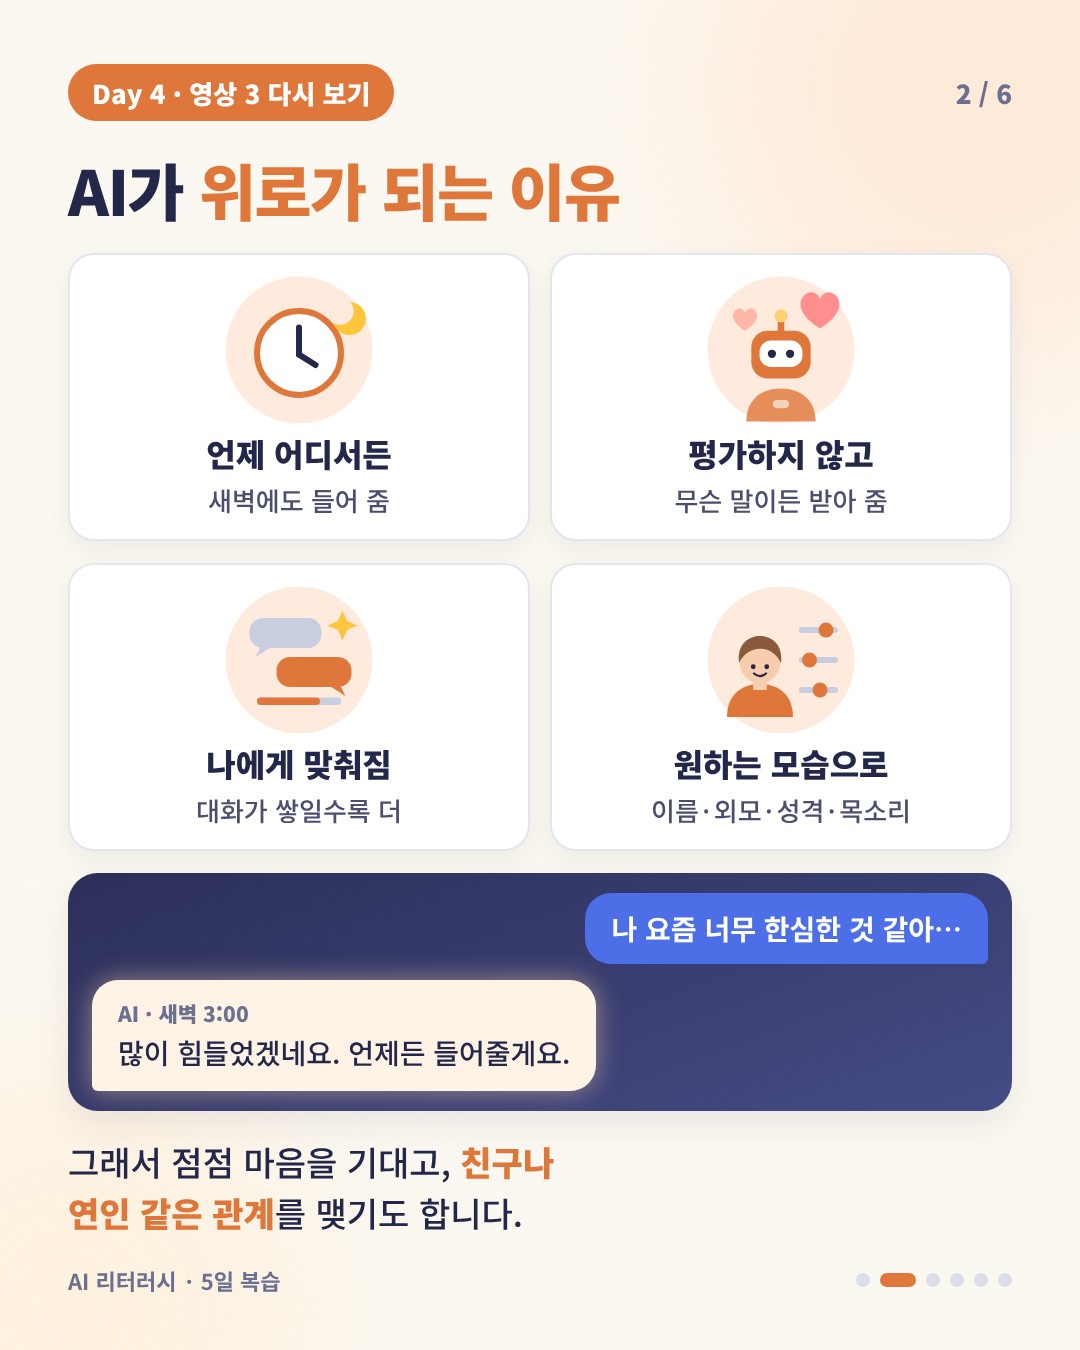 Day 4 · 영상 3 다시 보기
2 / 6
AI가 위로가 되는 이유
언제 어디서든
새벽에도 들어 줌
평가하지 않고
무슨 말이든 받아 줌
나에게 맞춰짐
대화가 쌓일수록 더
원하는 모습으로
이름·외모·성격·목소리
나 요즘 너무 한심한 것 같아…
AI · 새벽 3:00
많이 힘들었겠네요. 언제든 들어줄게요.
그래서 점점 마음을 기대고, 친구나
연인 같은 관계를 맺기도 합니다.
AI 리터러시 · 5일 복습